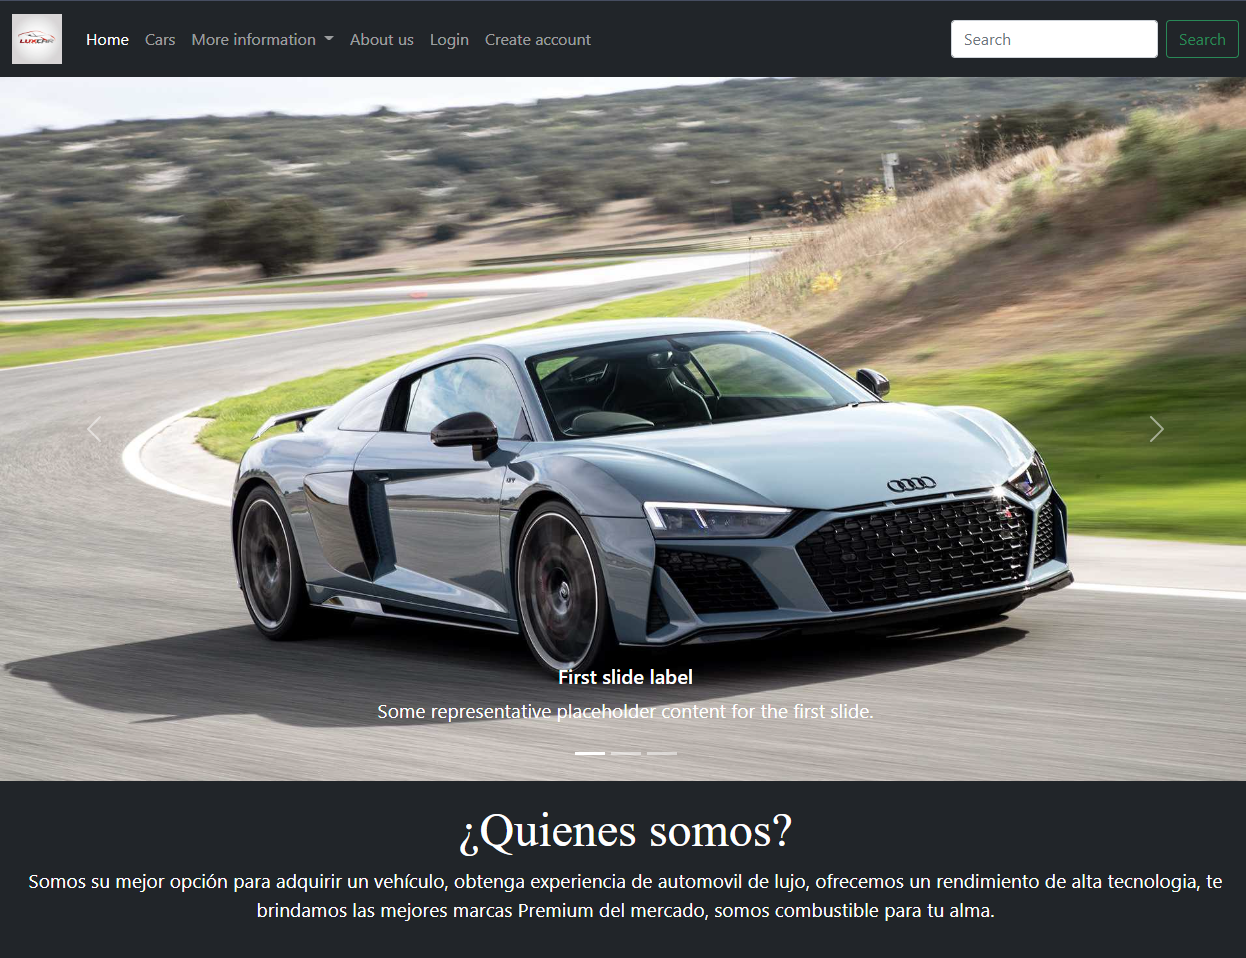 LUXCAR
Home Cars More information About us Login Create account Search Search
First slide label
Some representative placeholder content for the first slide.
¿Quienes somos?
Somos su mejor opción para adquirir un vehículo, obtenga experiencia de automovil de lujo, ofrecemos un rendimiento de alta tecnologia, te
brindamos las mejores marcas Premium del mercado, somos combustible para tu alma.